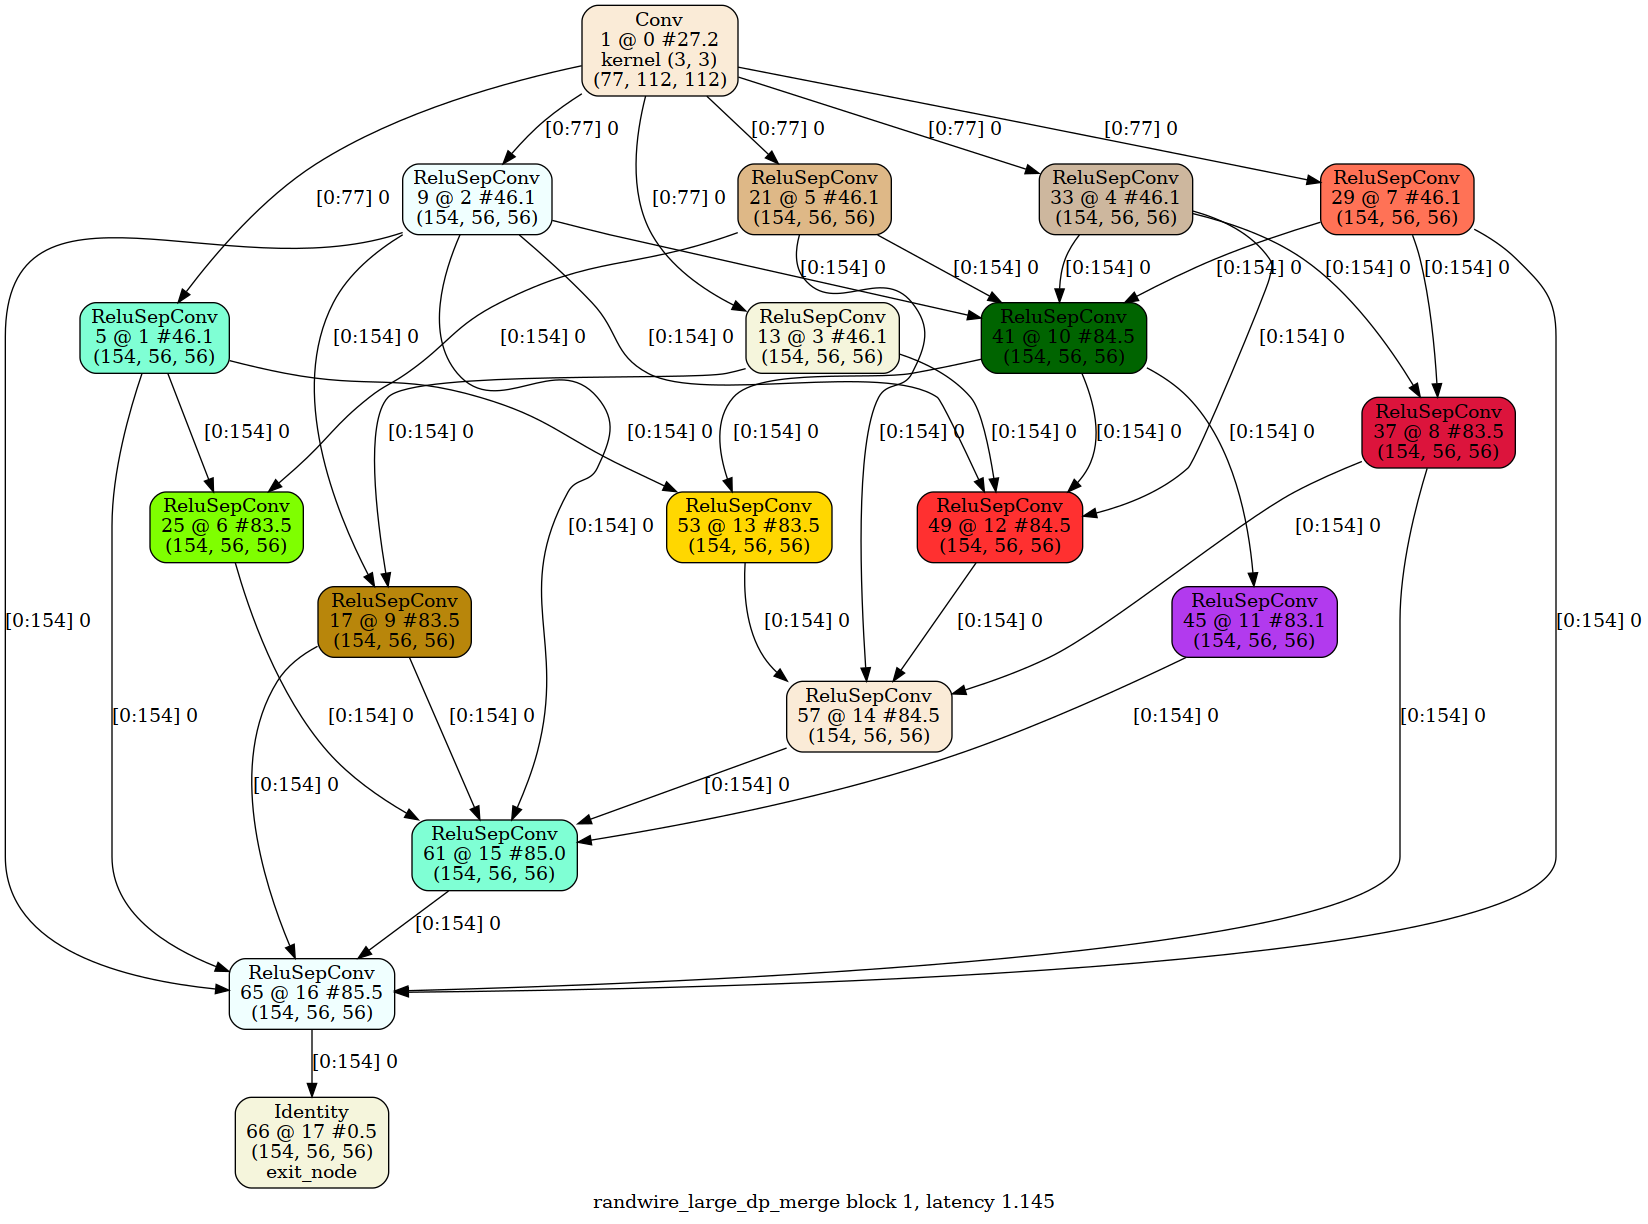 Conv
1 @ 0 #27.2
kernel (3, 3)
(77, 112, 112)
[0:77] 0
[0:77] 0
[0:77] 0
[0:77] 0
ReluSepConv
9 @ 2 #46.1
(154, 56, 56)
ReluSepConv
21 @ 5 #46.1
(154, 56, 56)
ReluSepConv
33 @ 4 #46.1
(154, 56, 56)
ReluSepConv
29 @ 7 #46.1
(154, 56, 56)
[0:77] 0
[0:77] 0
[0:154] 0
[0:154] 0
[0:154] 0
[0:154] 0
[0:154] 0
[0:154] 0
ReluSepConv
5 @ 1 #46.1
(154, 56, 56)
[0:154] 0
[0:154] 0
[0:154] 0
ReluSepConv
13 @ 3 #46.1
(154, 56, 56)
ReluSepConv
41 @ 10 #84.5
(154, 56, 56)
[0:154] 0
[0:154] 0
[0:154] 0
[0:154] 0
[0:154] 0
[0:154] 0
[0:154] 0
[0:154] 0
[0:154] 0
ReluSepConv
37 @ 8 #83.5
(154, 56, 56)
ReluSepConv
25 @ 6 #83.5
(154, 56, 56)
[0:154] 0
ReluSepConv
53 @ 13 #83.5
(154, 56, 56)
ReluSepConv
49 @ 12 #84.5
(154, 56, 56)
[0:154] 0
[0:154] 0
ReluSepConv
17 @ 9 #83.5
(154, 56, 56)
[0:154] 0
[0:154] 0
ReluSepConv
45 @ 11 #83.1
(154, 56, 56)
[0:154] 0
[0:154] 0
[0:154] 0
[0:154] 0
ReluSepConv
57 @ 14 #84.5
(154, 56, 56)
[0:154] 0
[0:154] 0
[0:154] 0
[0:154] 0
ReluSepConv
61 @ 15 #85.0
(154, 56, 56)
[0:154] 0
ReluSepConv
65 @ 16 #85.5
(154, 56, 56)
[0:154] 0
Identity
66 @ 17 #0.5
(154, 56, 56)
exit_node
randwire_large_dp_merge block 1, latency 1.145